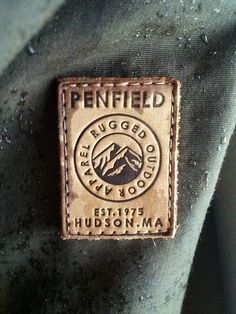 PENFIELD
RUGGED OUTDOOR APPAREL
EST.1975
HUDSON.MA